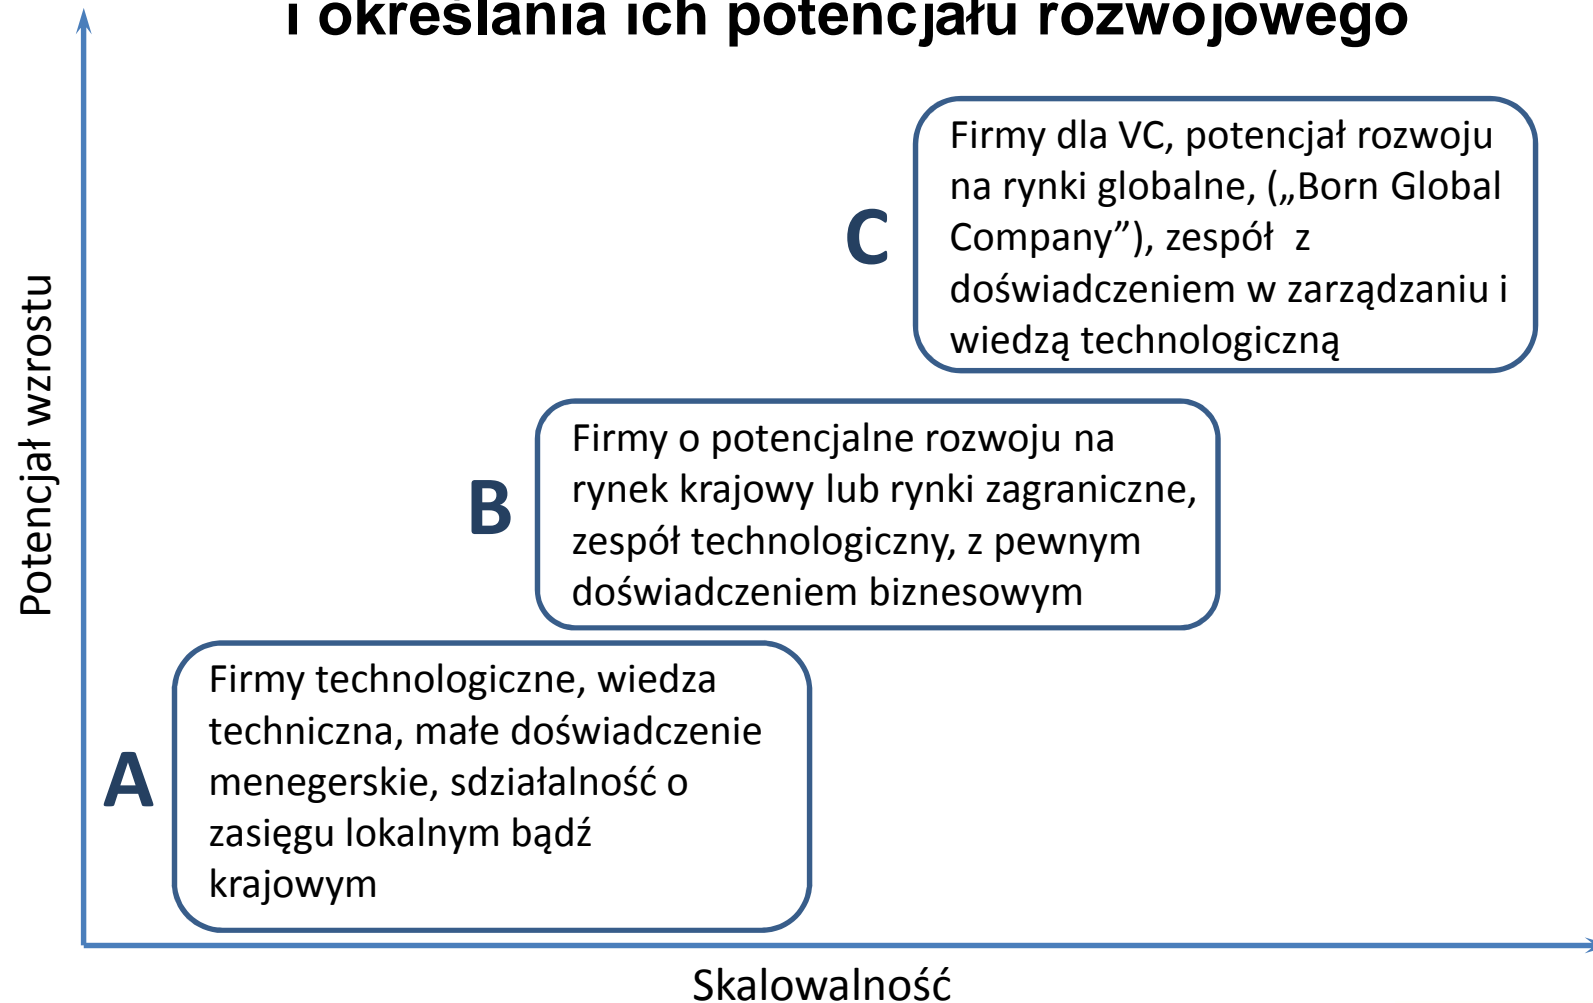 i określania ich potencjału rozwojowego
Firmy dla VC, potencjał rozwoju
na rynki globalne, („Born Global
Company”), zespół z
doświadczeniem w zarządzaniu i
wiedzą technologiczną
C
Firmy o potencjalne rozwoju na
rynek krajowy lub rynki zagraniczne,
zespół technologiczny, z pewnym
doświadczeniem biznesowym
B
Firmy technologiczne, wiedza
techniczna, małe doświadczenie
menegerskie, sdziałalność o
zasięgu lokalnym bądź
krajowym
A
Potencjał wzrostu
Skalowalność